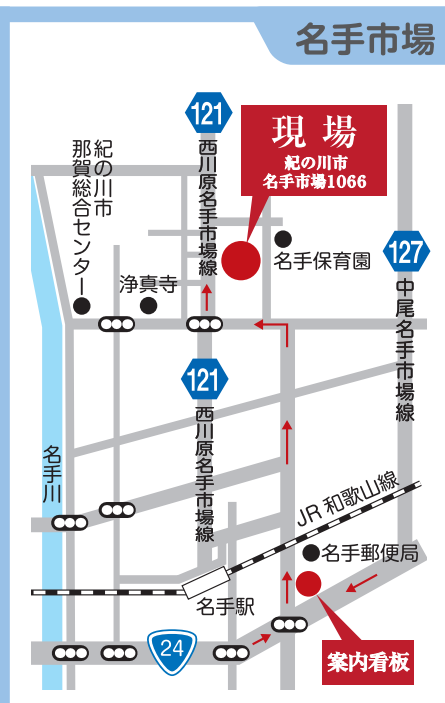 名手市場
121
西川原名手市場線
現場
紀の川市
名手市場1066
紀の川市
那賀総合センター
浄真寺
名手保育園
127
中尾名手市場線
121
西川原名手市場線
名手川
JR和歌山線
名手郵便局
名手駅
24
案内看板